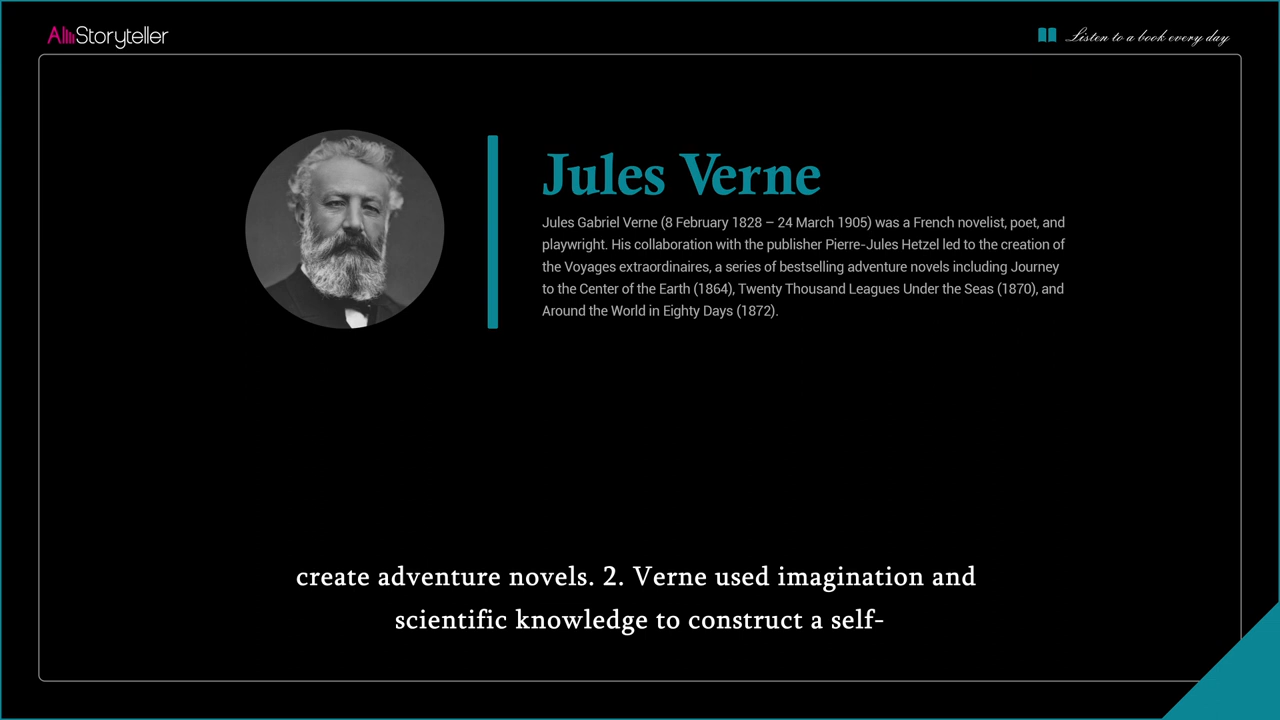 AllStoryteller
Listen to a book every day
Jules Verne
Jules Gabriel Verne (8 February 1828 – 24 March 1905) was a French novelist, poet, and
playwright. His collaboration with the publisher Pierre-Jules Hetzel led to the creation of
the Voyages extraordinaires, a series of bestselling adventure novels including Journey
to the Center of the Earth (1864), Twenty Thousand Leagues Under the Seas (1870), and
Around the World in Eighty Days (1872).
create adventure novels. 2. Verne used imagination and
scientific knowledge to construct a self-